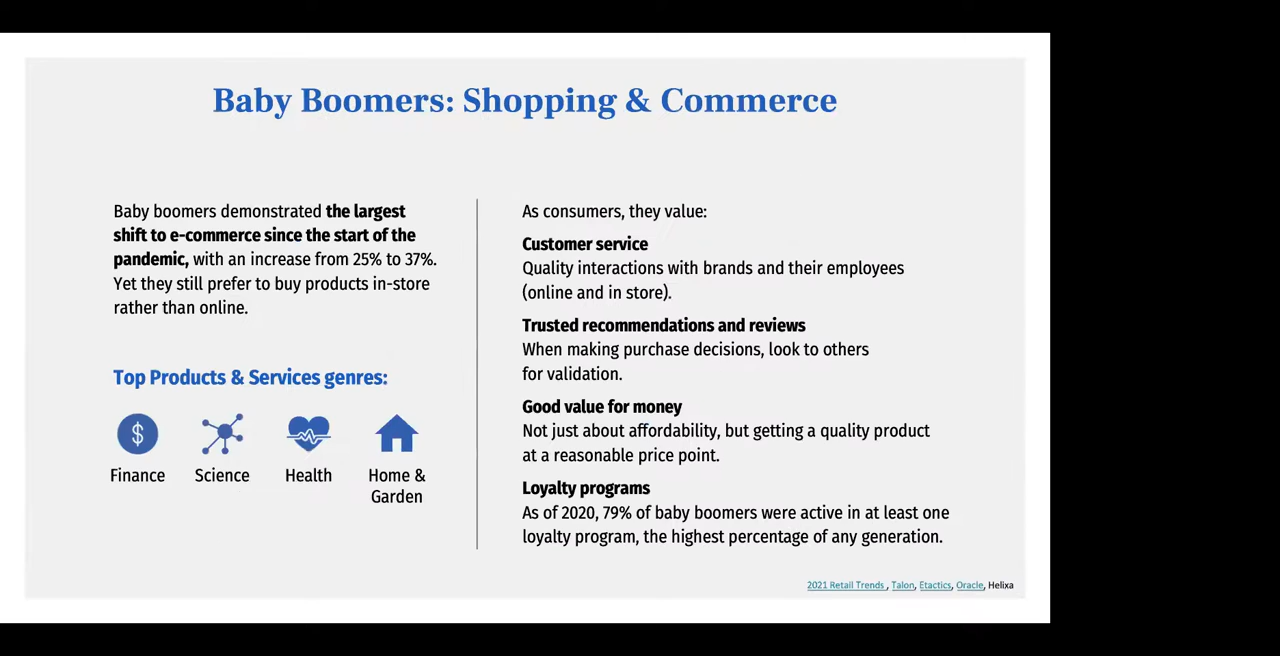 Baby Boomers: Shopping & Commerce
Baby boomers demonstrated the largest
shift to e-commerce since the start of the
pandemic, with an increase from 25% to 37%.
Yet they still prefer to buy products in-store
rather than online.
Top Products & Services genres:
Finance
Science
Health
Home &
Garden
As consumers, they value:
Customer service
Quality interactions with brands and their employees
(online and in store).
Trusted recommendations and reviews
When making purchase decisions, look to others
for validation.
Good value for money
Not just about affordability, but getting a quality product
at a reasonable price point.
Loyalty programs
As of 2020, 79% of baby boomers were active in at least one
loyalty program, the highest percentage of any generation.
2021 Retail Trends , Talon, Etactics, Oracle, Helixa